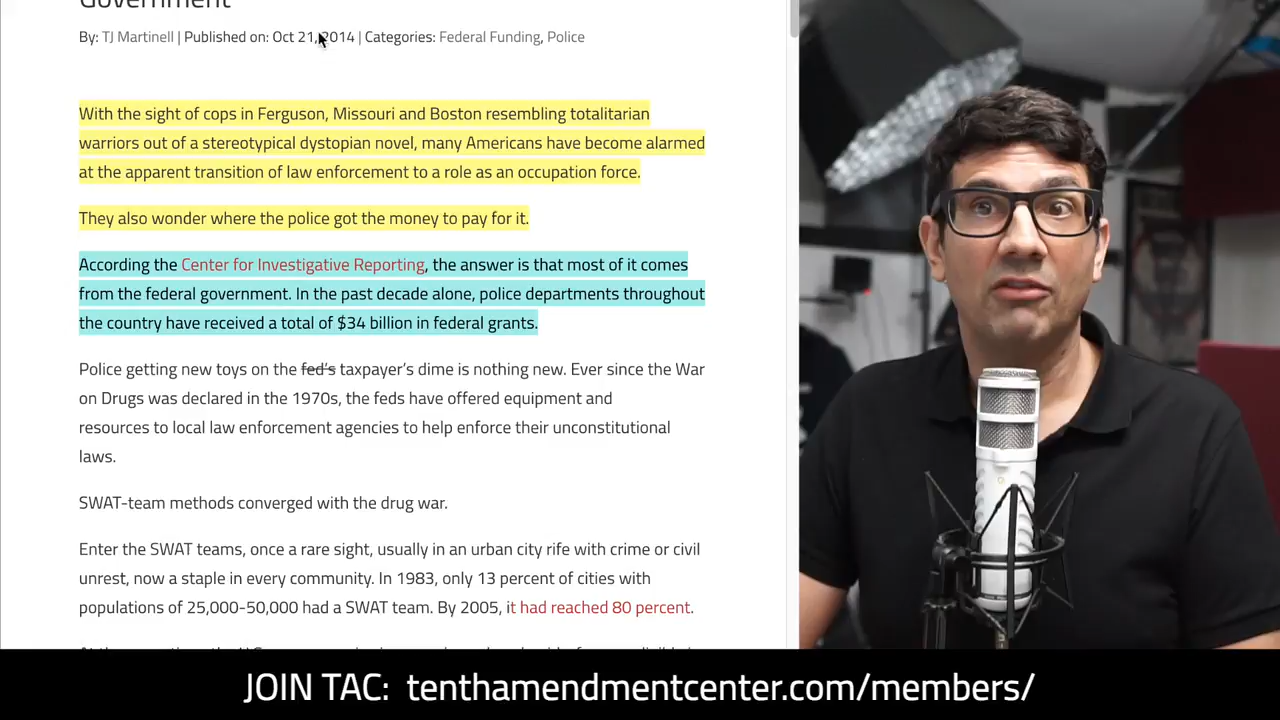 Government
By: TJ Martinell | Published on: Oct 21, 2014 | Categories: Federal Funding, Police
With the sight of cops in Ferguson, Missouri and Boston resembling totalitarian
warriors out of a stereotypical dystopian novel, many Americans have become alarmed
at the apparent transition of law enforcement to a role as an occupation force.
They also wonder where the police got the money to pay for it.
According the Center for Investigative Reporting, the answer is that most of it comes
from the federal government. In the past decade alone, police departments throughout
the country have received a total of $34 billion in federal grants.
Police getting new toys on the fed's taxpayer's dime is nothing new. Ever since the War
on Drugs was declared in the 1970s, the feds have offered equipment and
resources to local law enforcement agencies to help enforce their unconstitutional
laws.
SWAT-team methods converged with the drug war.
Enter the SWAT teams, once a rare sight, usually in an urban city rife with crime or civil
unrest, now a staple in every community. In 1983, only 13 percent of cities with
populations of 25,000-50,000 had a SWAT team. By 2005, it had reached 80 percent.
JOIN TAC: tenthamendmentcenter.com/members/